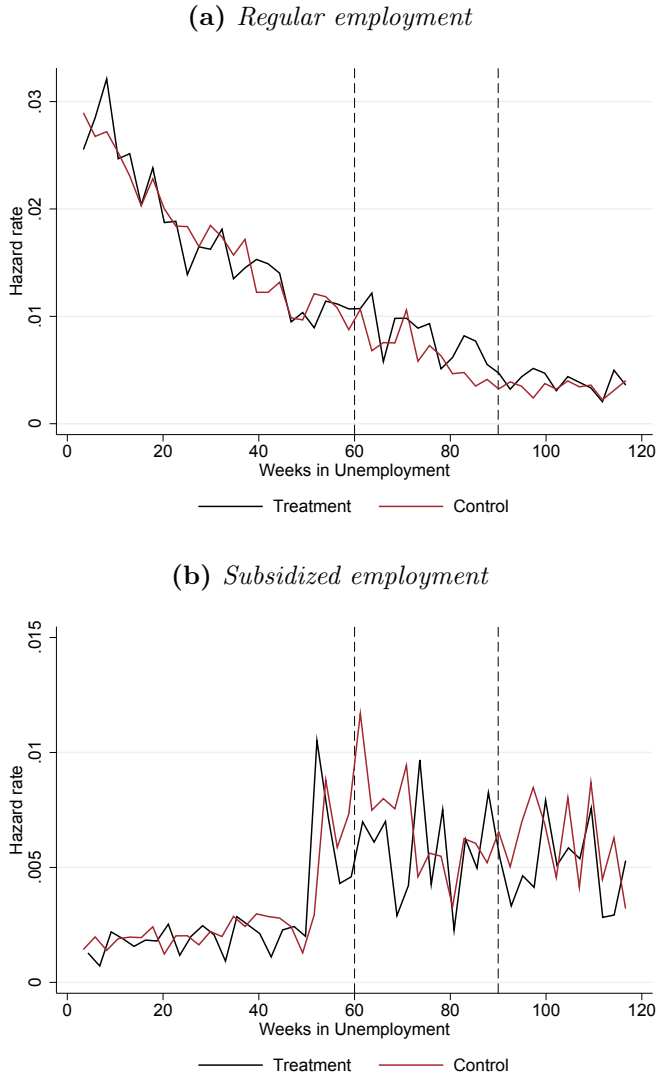 (a) Regular employment
.03
.02
.01
0
Hazard rate
0 20 40 60 80 100 120
Weeks in Unemployment
Treatment Control
(b) Subsidized employment
.015
.01
.005
0
Hazard rate
0 20 40 60 80 100 120
Weeks in Unemployment
Treatment Control